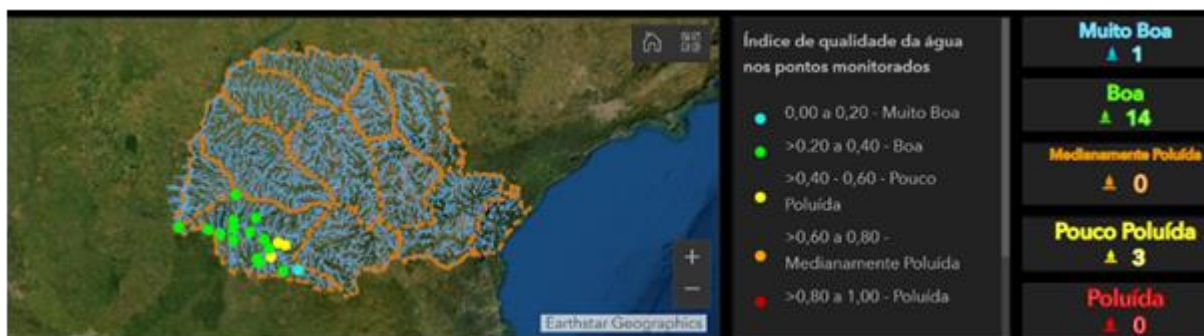 Earthstar Geographics
Índice de qualidade da água
nos pontos monitorados
0,00 a 0,20 - Muito Boa
>0.20 a 0,40 - Boa
>0,40 - 0,60 - Pouco
Poluída
>0,60 a 0,80 -
Medianamente Poluída
>0,80 a 1,00 - Poluída
Muito Boa
1
Boa
14
Medianamente Poluída
0
Pouco Poluída
3
Poluída
0